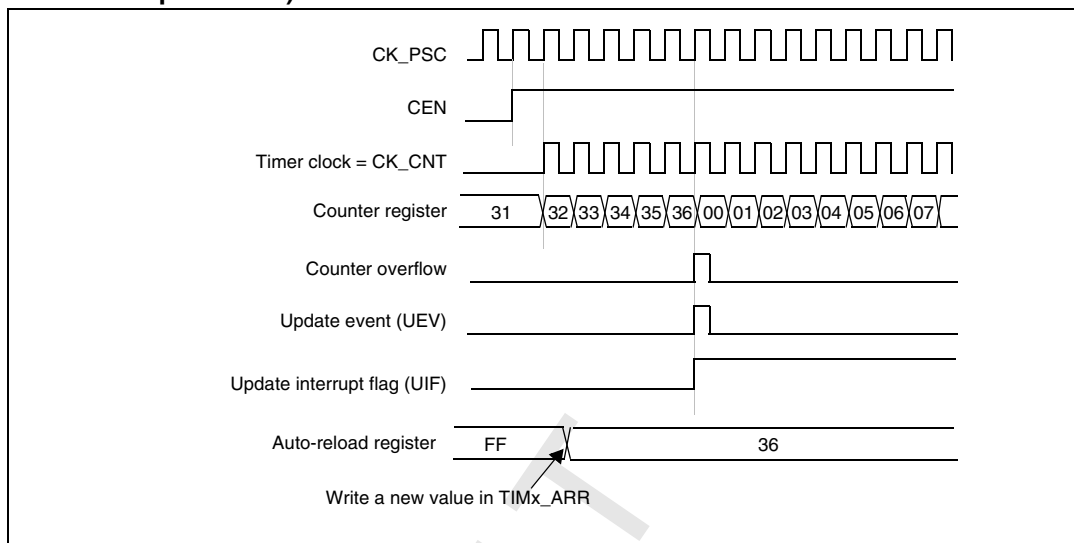 CK_PSC
CEN
Timer clock = CK_CNT
Counter register 31 32 33 34 35 36 00 01 02 03 04 05 06 07
Counter overflow
Update event (UEV)
Update interrupt flag (UIF)
Auto-reload register FF 36
Write a new value in TIMx_ARR